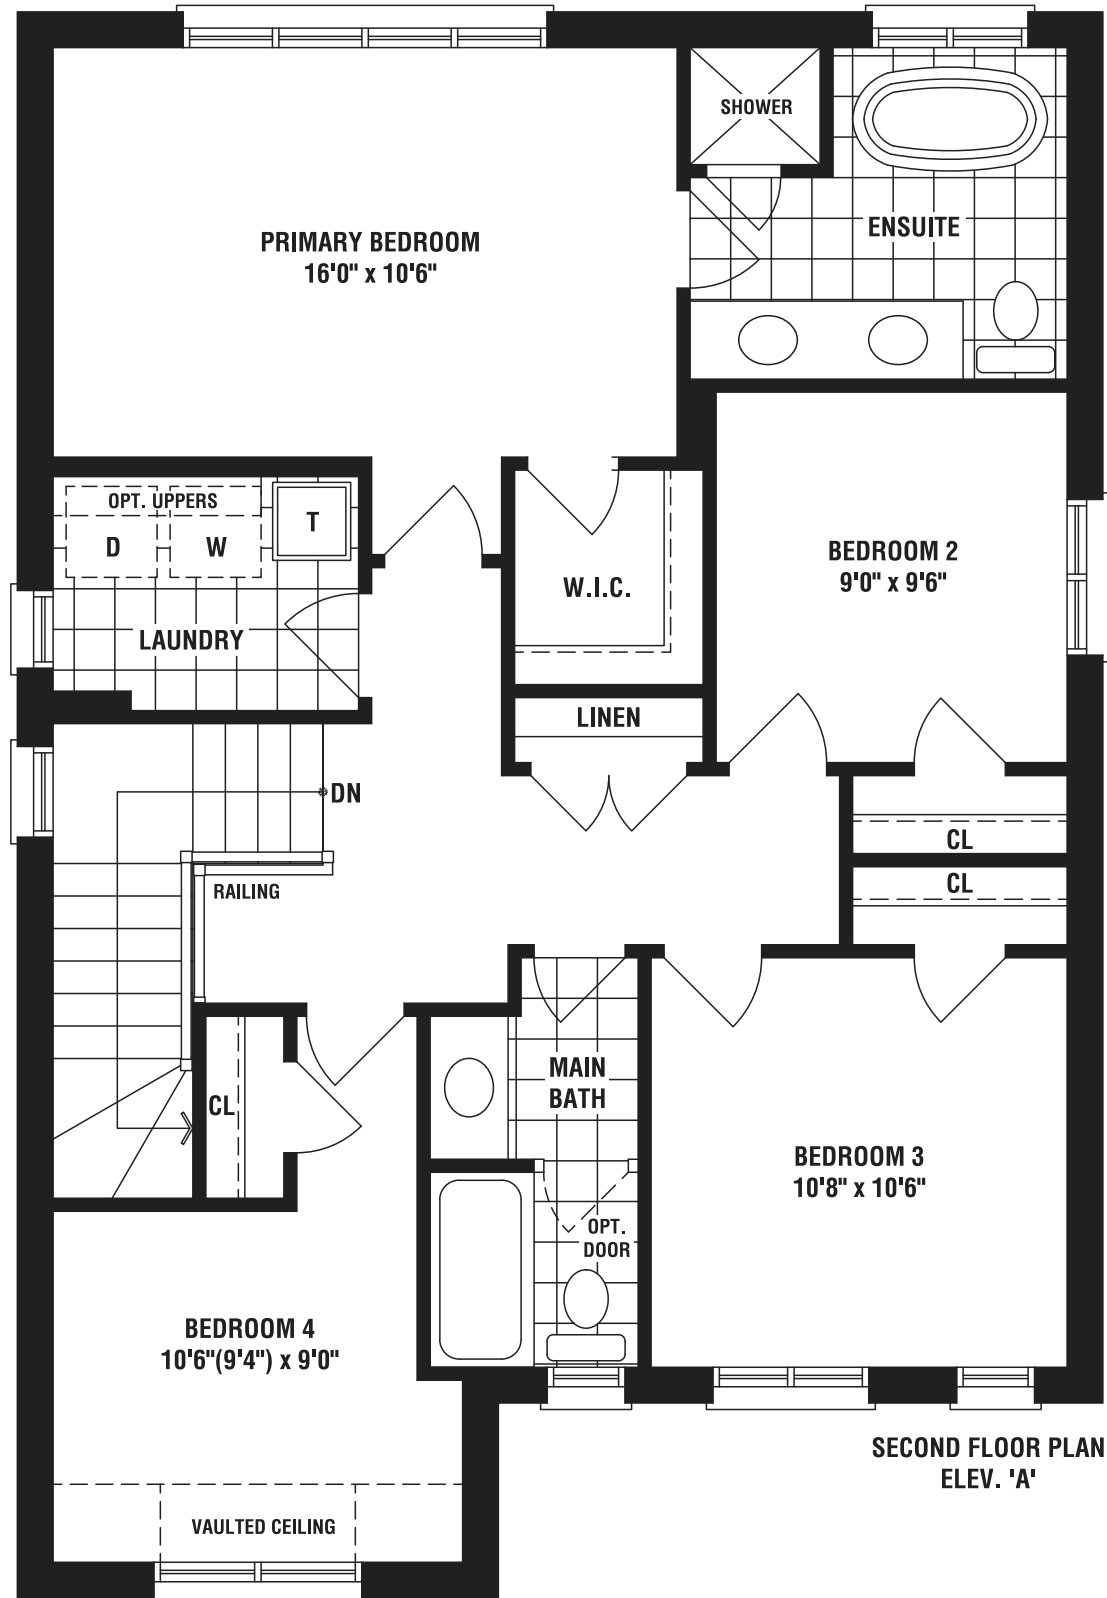 SHOWER
ENSUITE
PRIMARY BEDROOM
16'0" x 10'6"
OPT. UPPERS
D
W
T
LAUNDRY
W.I.C.
BEDROOM 2
9'0" x 9'6"
LINEN
DN
RAILING
CL
CL
CL
MAIN
BATH
OPT.
DOOR
BEDROOM 3
10'8" x 10'6"
BEDROOM 4
10'6"(9'4") x 9'0"
VAULTED CEILING
SECOND FLOOR PLAN
ELEV. 'A'